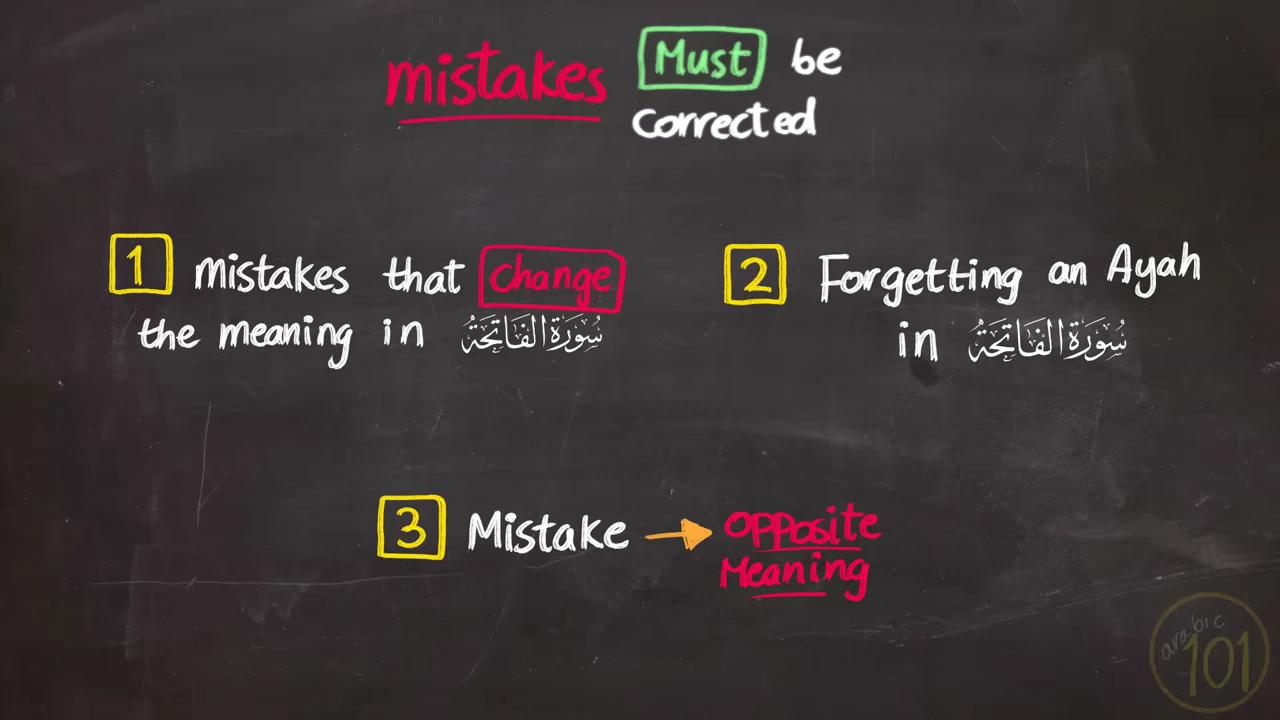 mistakes Must be
corrected
1 Mistakes that change
the meaning in سُورَةُ الفَاتِحَةُ
2 Forgetting an Ayah
in سُورَةُ الفَاتِحَةُ
3 Mistake → opposite
Meaning
arabic
101